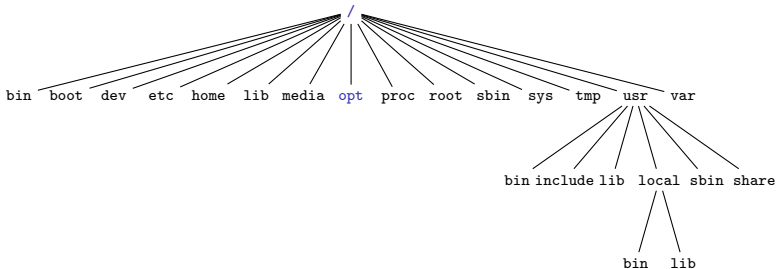 /
bin boot dev etc home lib media opt proc root sbin sys tmp usr var
bin include lib local sbin share
bin lib